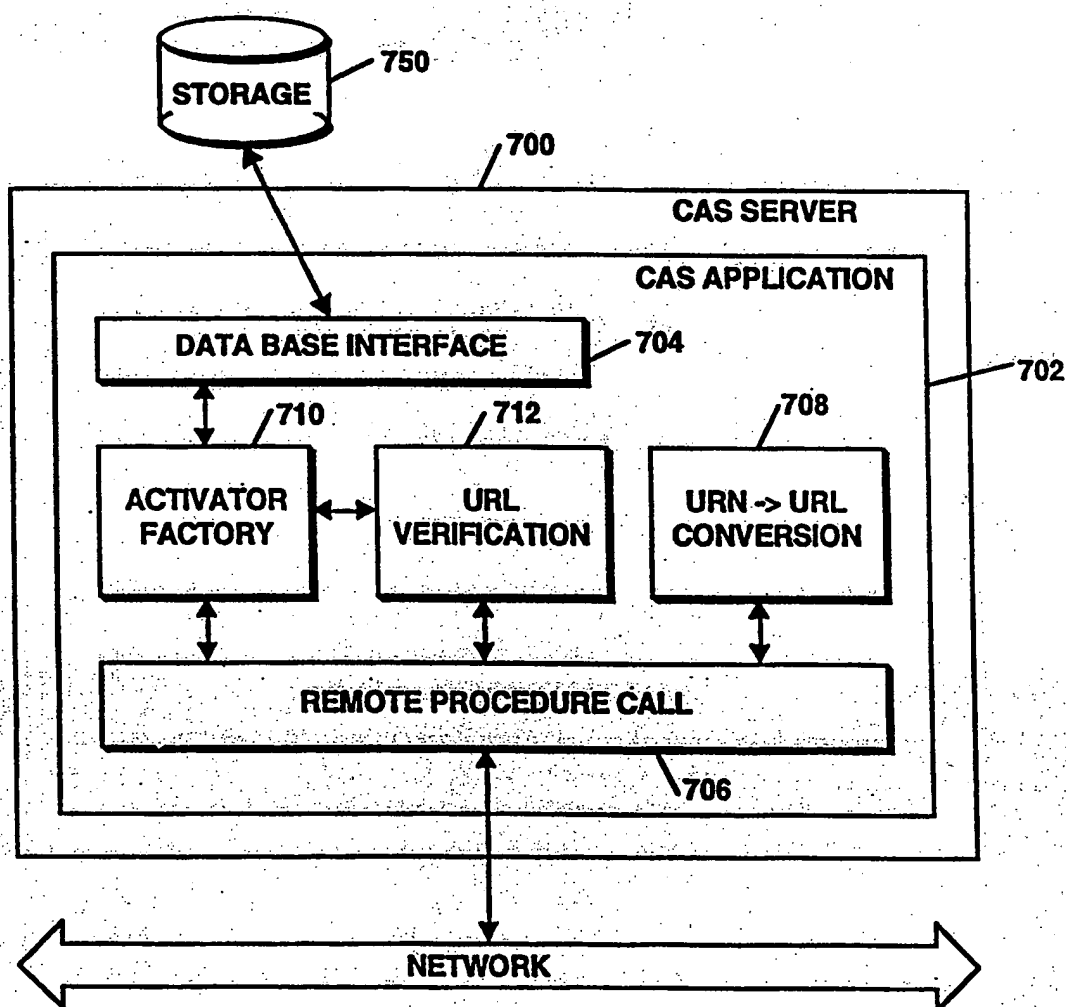 750
STORAGE
700
CAS SERVER
CAS APPLICATION
DATA BASE INTERFACE
704
702
710
712
708
ACTIVATOR
FACTORY
URL
VERIFICATION
URN -> URL
CONVERSION
REMOTE PROCEDURE CALL
706
NETWORK